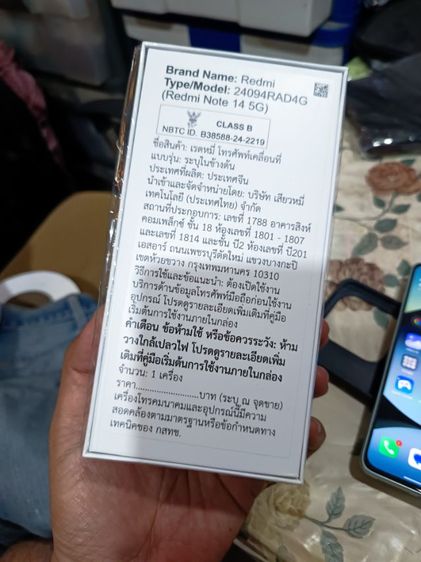 Brand Name: Redmi
Type/Model: 24094RAD4G
(Redmi Note 14 5G)
CLASS B
NBTC ID. B38588-24-2219
ชื่อสินค้า: เรดหมี่ โทรศัพท์เคลื่อนที่
แบบรุ่น: ระบุในข้างต้น
ประเทศที่ผลิต: ประเทศจีน
นำเข้าและจัดจำหน่ายโดย: บริษัท เสียวหมี่
เทคโนโลยี (ประเทศไทย) จำกัด
สถานที่ประกอบการ: เลขที่ 1788 อาคารสิงห์
คอมเพล็กซ์ ชั้น 18 ห้องเลขที่ 1801 - 1807
และเลขที่ 1814 และชั้น ปี2 ห้องเลขที่ ปี201
เอสอาร์ ถนนเพชรบุรีตัดใหม่ แขวงบางกะปิ
เขตห้วยขวาง กรุงเทพมหานคร 10310
วิธีการใช้และข้อแนะนำ: ต้องเปิดใช้งาน
บริการด้านข้อมูลโทรศัพท์มือถือก่อนใช้งาน
อุปกรณ์ โปรดดูรายละเอียดเพิ่มเติมที่คู่มือ
เริ่มต้นการใช้งานภายในกล่อง
คำเตือน ข้อห้ามใช้ หรือข้อควรระวัง: ห้าม
วางใกล้เปลวไฟ โปรดดูรายละเอียดเพิ่ม
เติมที่คู่มือเริ่มต้นการใช้งานภายในกล่อง
จำนวน: 1 เครื่อง
ราคา...........................บาท (ระบุ ณ จุดขาย)
เครื่องโทรคมนาคมและอุปกรณ์นี้มีความ
สอดคล้องตามมาตรฐานหรือข้อกำหนดทาง
เทคนิคของ กสทช.